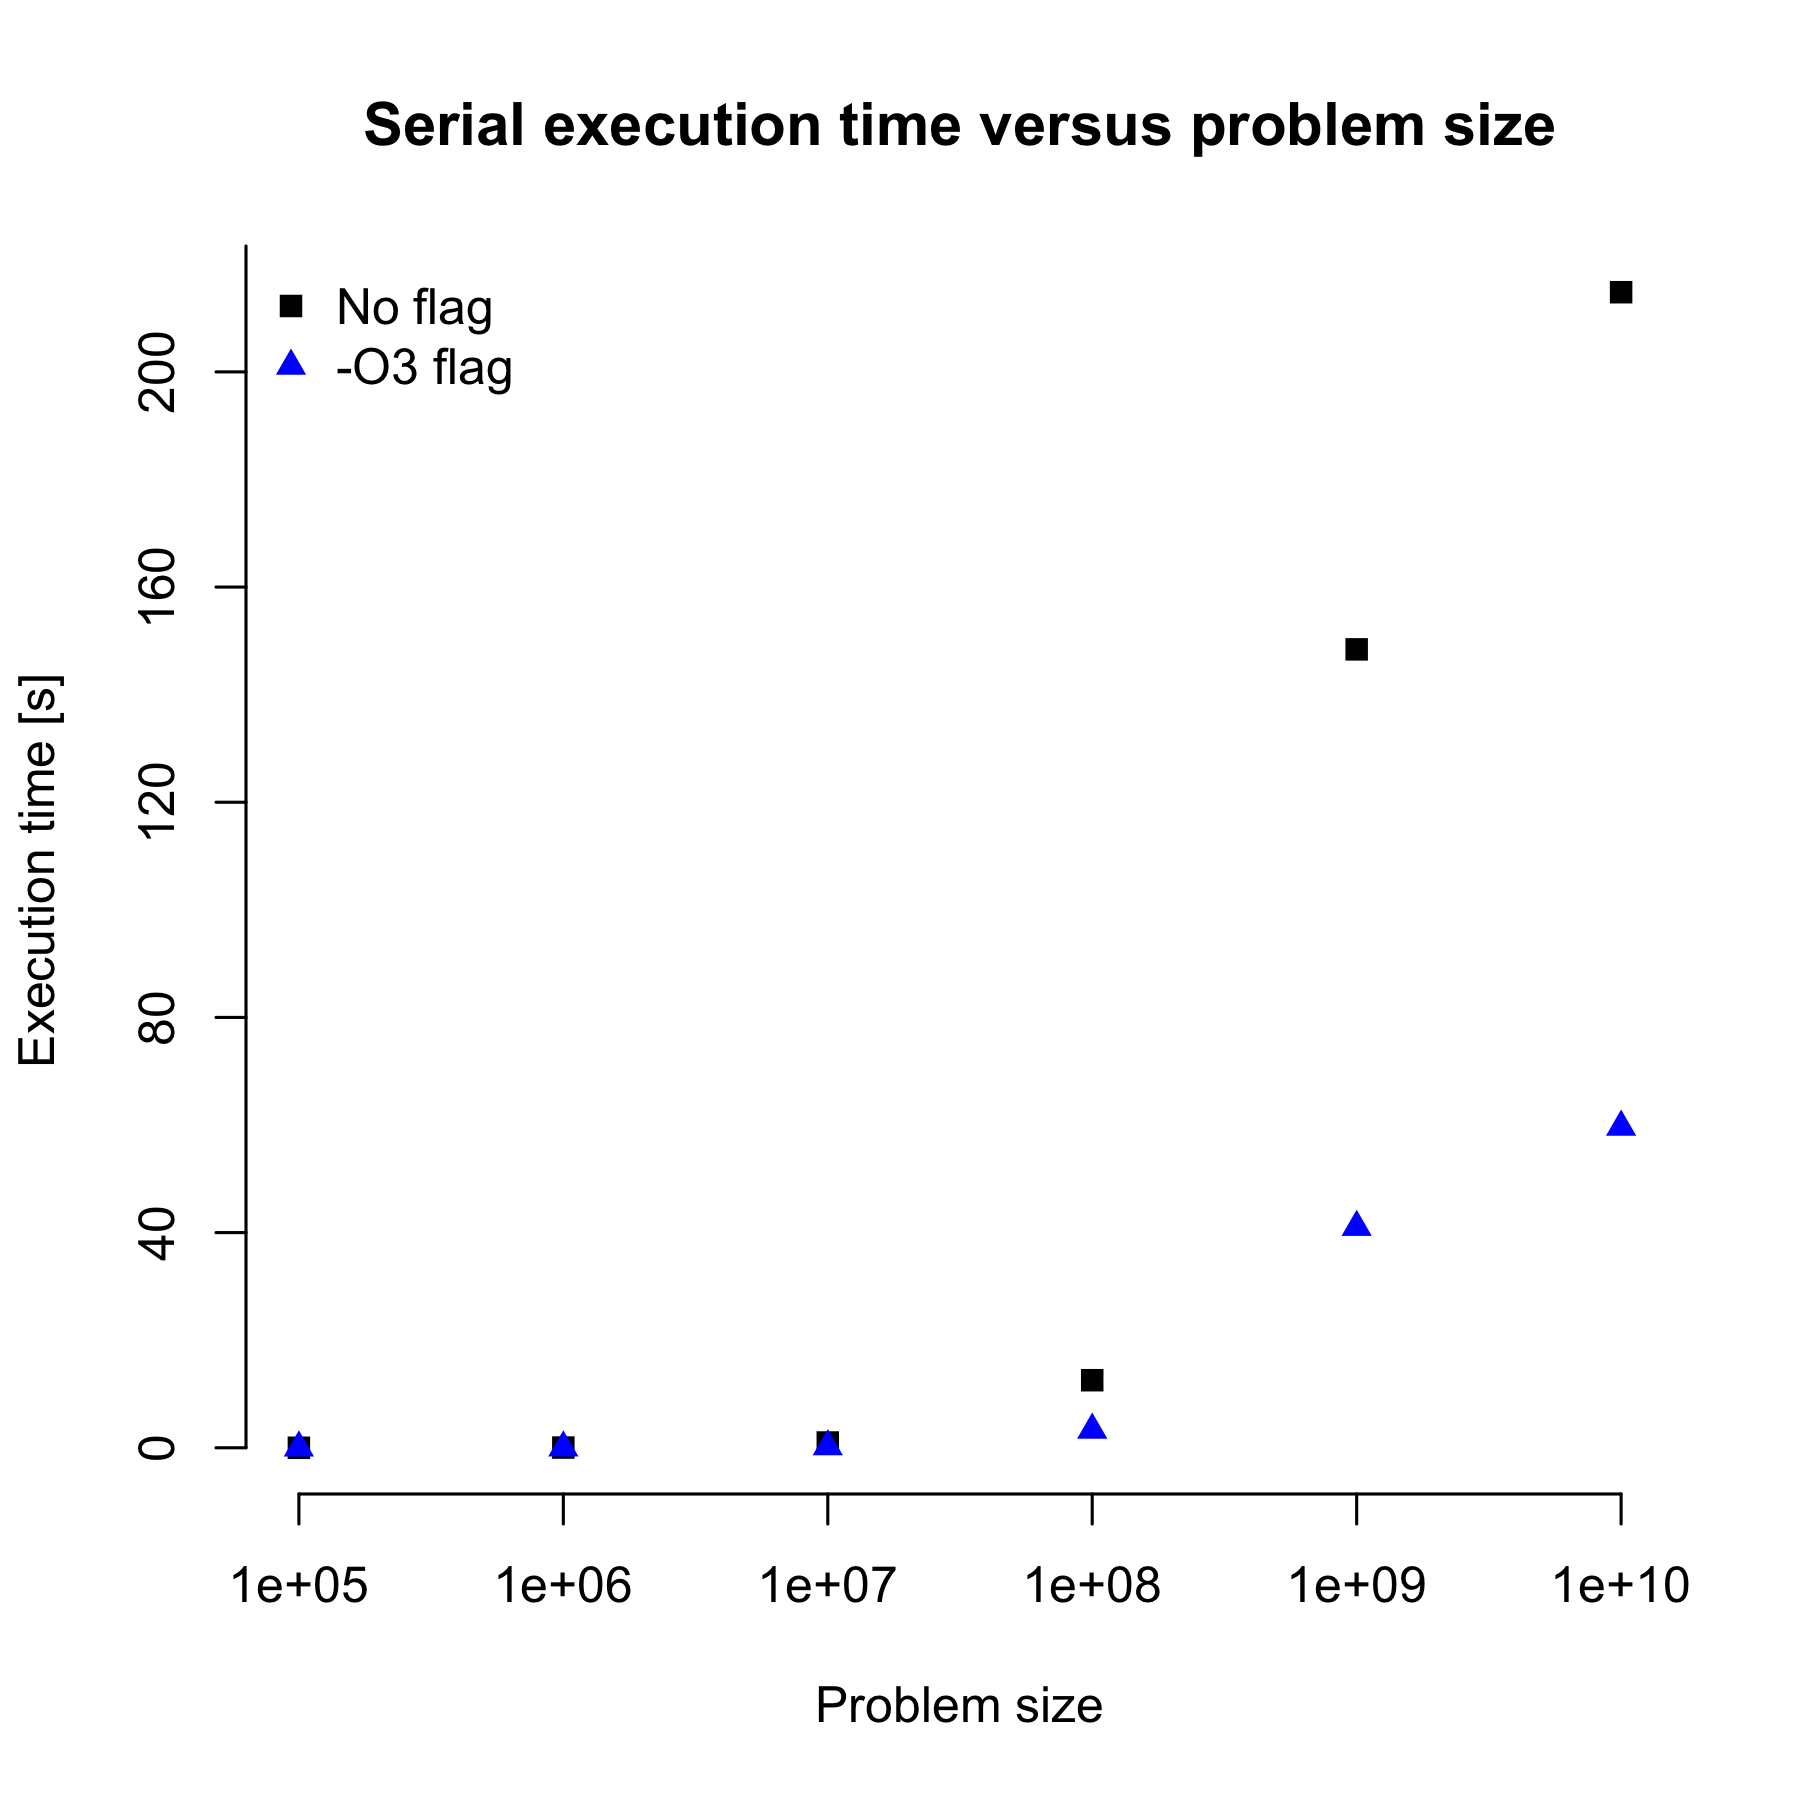 Serial execution time versus problem size
No flag
-O3 flag
200
160
120
80
40
0
Execution time [s]
1e+05 1e+06 1e+07 1e+08 1e+09 1e+10
Problem size